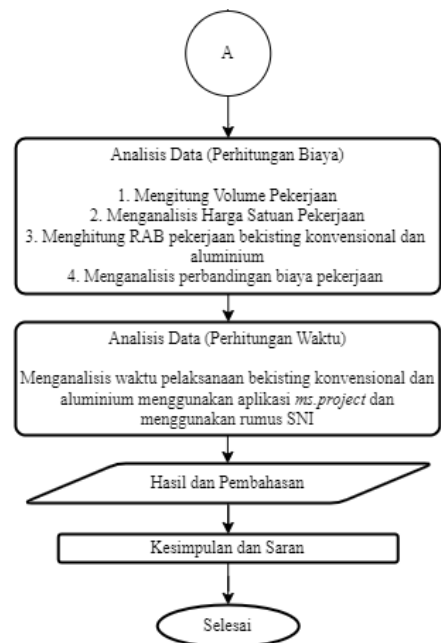 A
Analisis Data (Perhitungan Biaya)
1. Mengitung Volume Pekerjaan
2. Menganalisis Harga Satuan Pekerjaan
3. Menghitung RAB pekerjaan bekisting konvensional dan
aluminium
4. Menganalisis perbandingan biaya pekerjaan
Analisis Data (Perhitungan Waktu)
Menganalisis waktu pelaksanaan bekisting konvensional dan
aluminium menggunakan aplikasi ms.project dan
menggunakan rumus SNI
Hasil dan Pembahasan
Kesimpulan dan Saran
Selesai